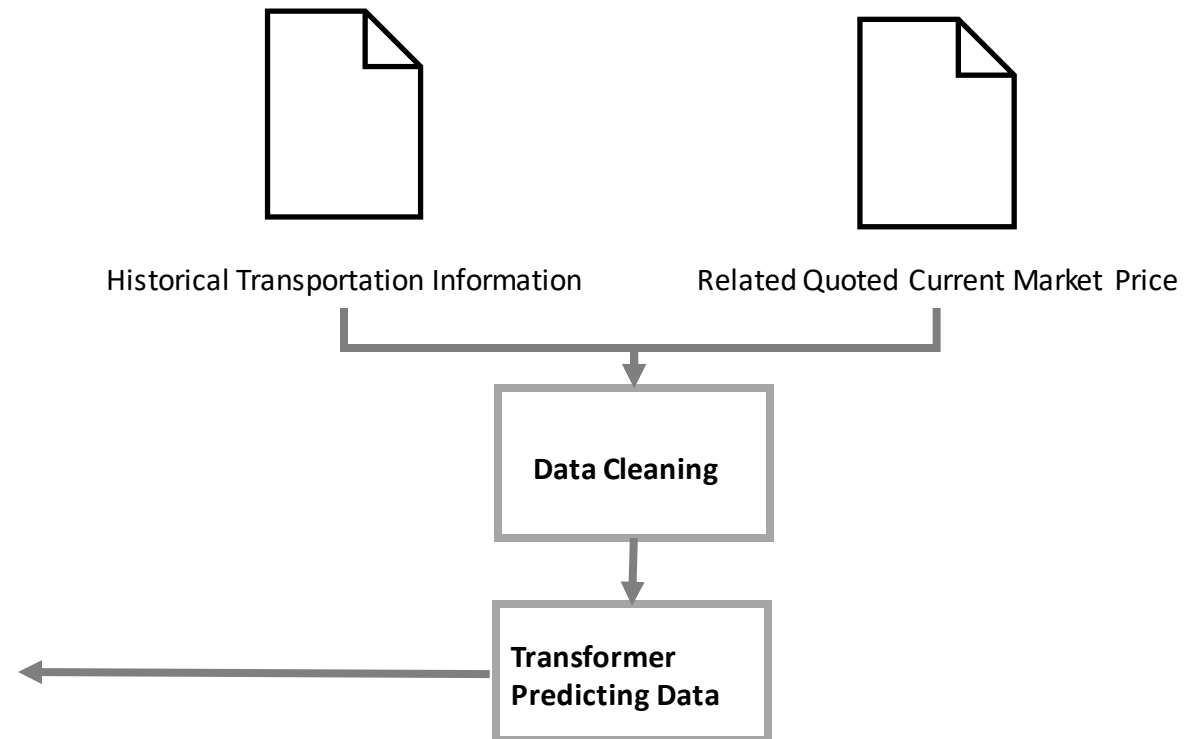 Historical Transportation Information
Related Quoted Current Market Price
Data Cleaning
Transformer
Predicting Data